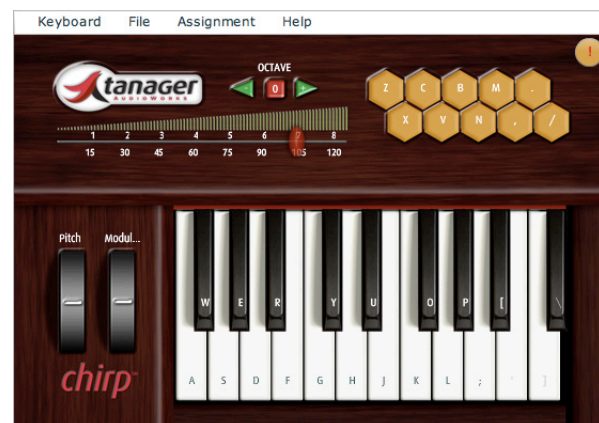 Keyboard File Assignment Help
!
OCTAVE
- 0 +
tanager
AUDIOWORKS
Z C B M .
X V N , /
1 2 3 4 5 6 7 8
15 30 45 60 75 90 105 120
Pitch Modul...
W E R Y U O P [ \
chirp™
A S D F G H J K L ; ' ]